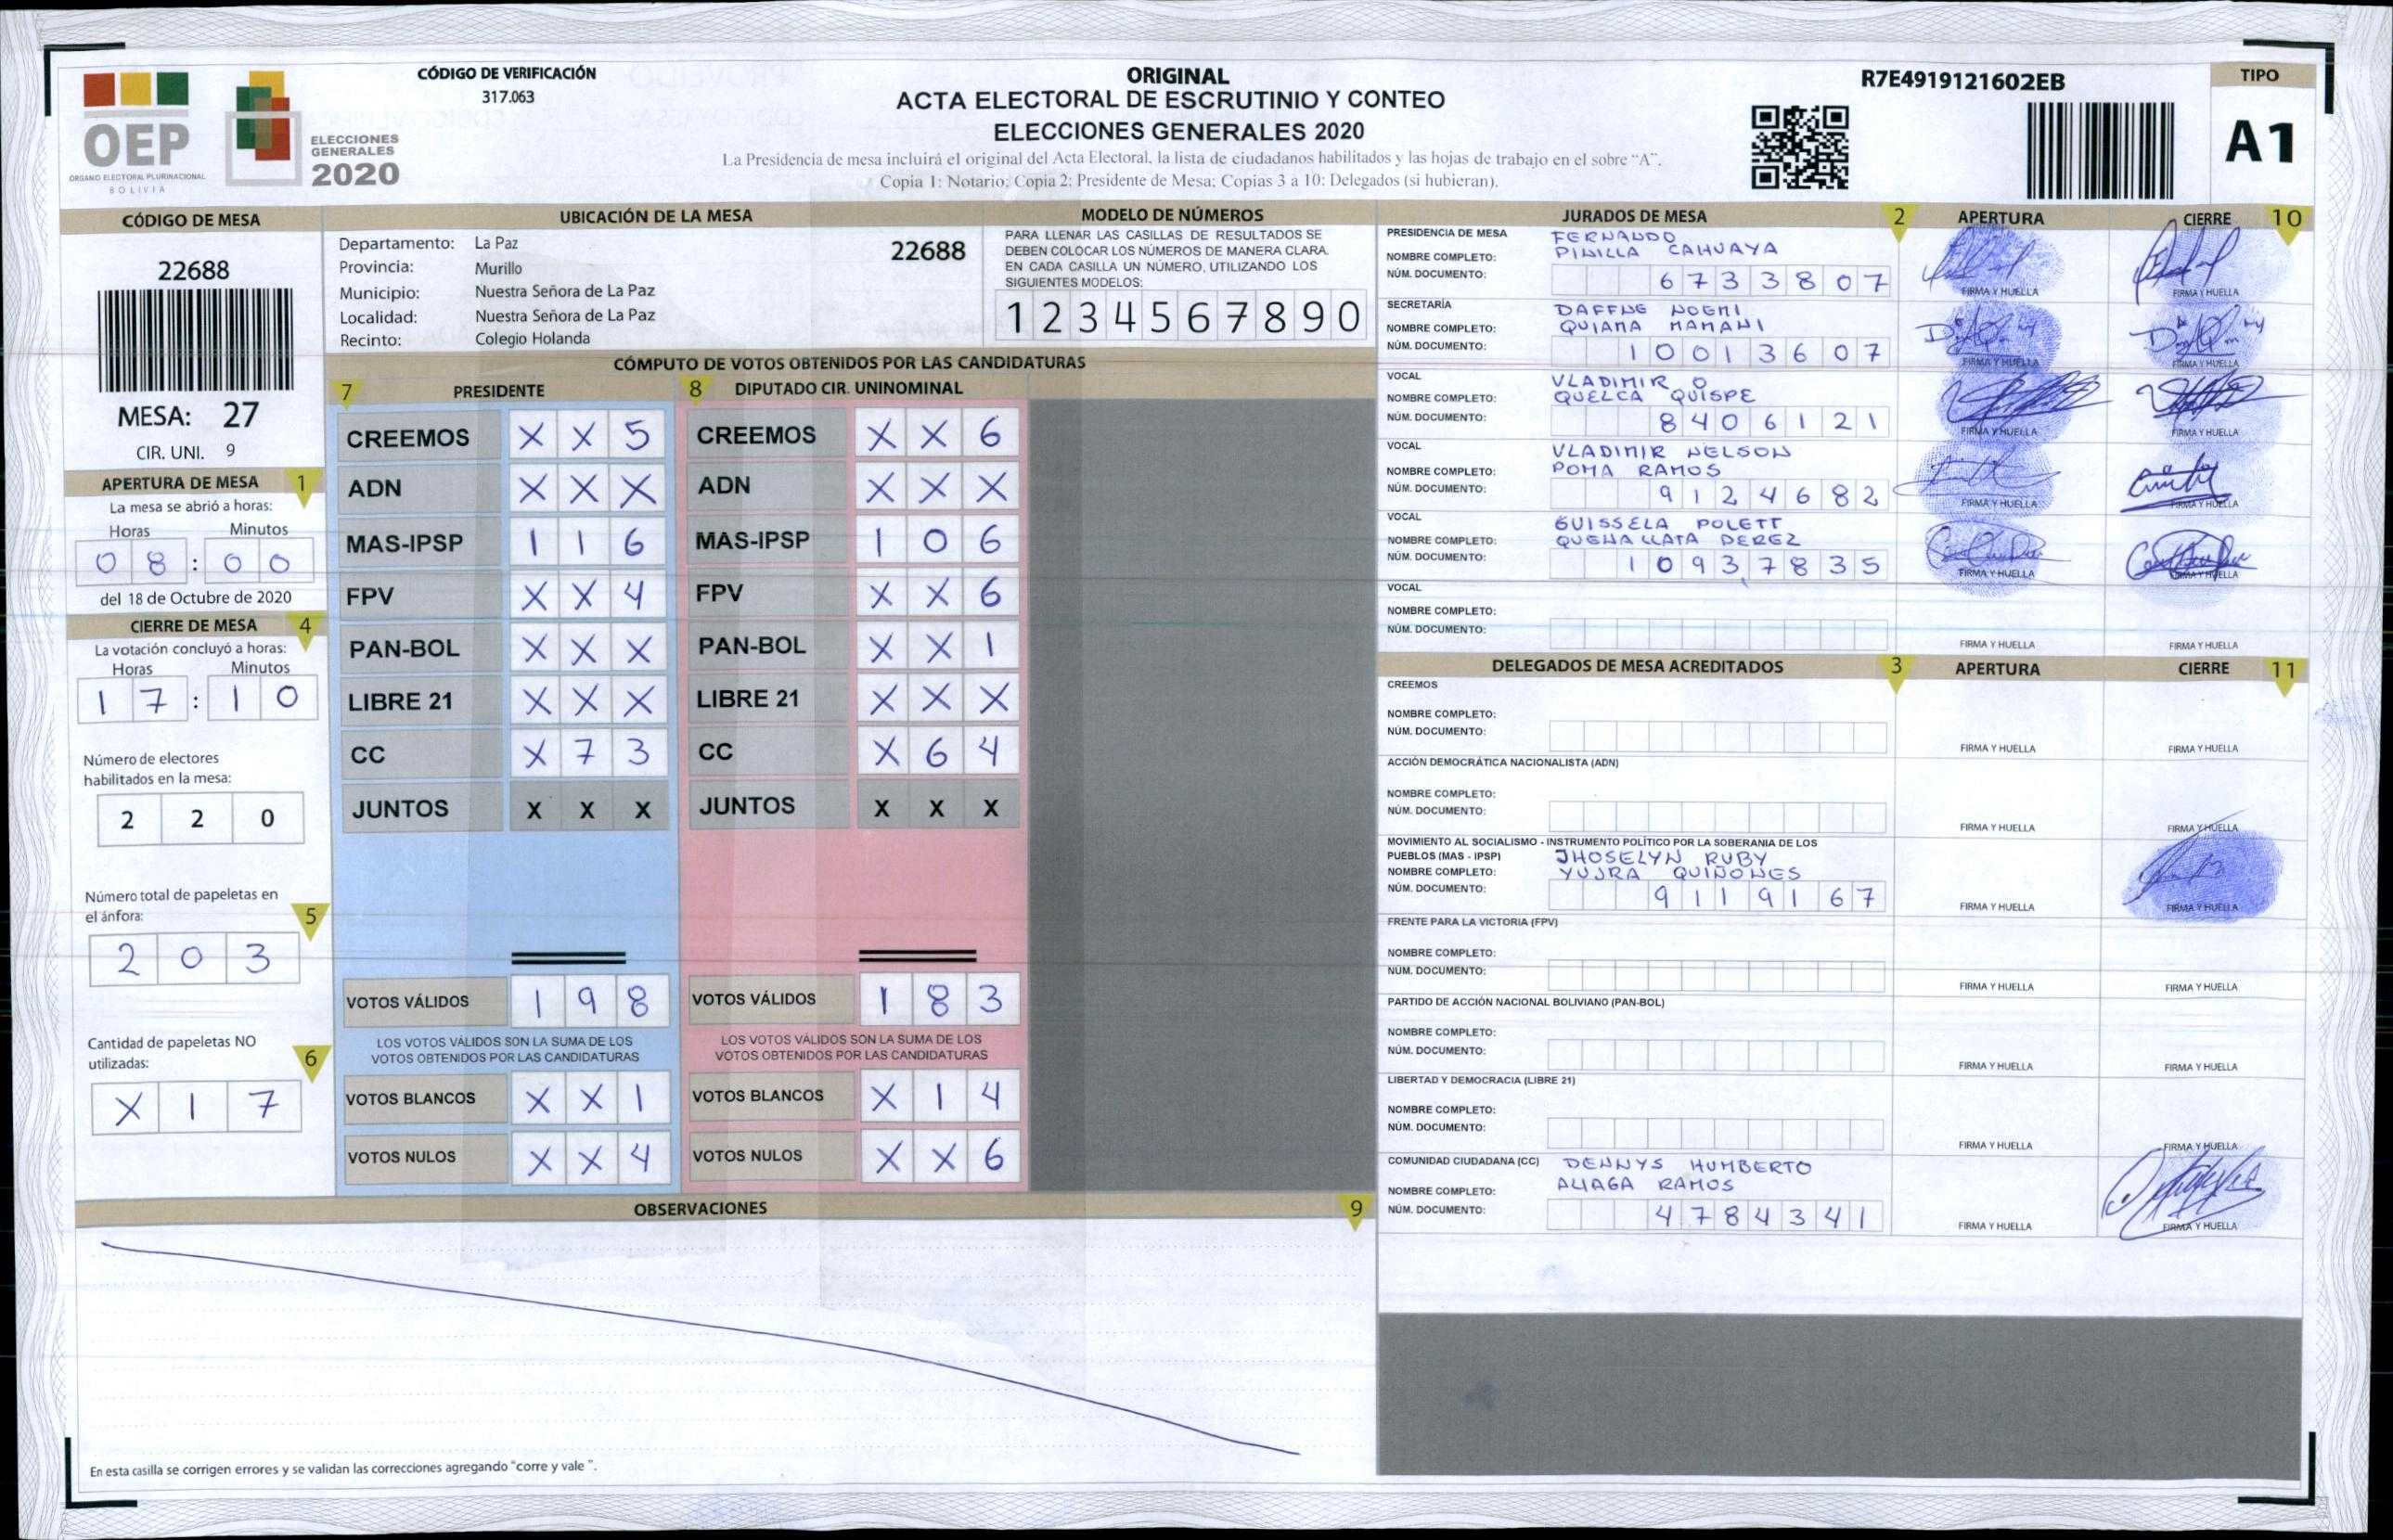 OEP
ORGANO ELECTORAL PLURINACIONAL
BOLIVIA
ELECCIONES
GENERALES
2020
CÓDIGO DE VERIFICACIÓN
317.063
ORIGINAL
ACTA ELECTORAL DE ESCRUTINIO Y CONTEO
ELECCIONES GENERALES 2020
La Presidencia de mesa incluirá el original del Acta Electoral, la lista de ciudadanos habilitados y las hojas de trabajo en el sobre “A”.
Copia 1: Notario; Copia 2: Presidente de Mesa; Copias 3 a 10: Delegados (si hubieran).
R7E4919121602EB
TIPO
A1
CÓDIGO DE MESA
22688
MESA: 27
CIR. UNI. 9
APERTURA DE MESA 1
La mesa se abrió a horas:
Horas Minutos
0 8 : 0 0
del 18 de Octubre de 2020
CIERRE DE MESA 4
La votación concluyó a horas:
Horas Minutos
1 7 : 1 0
Número de electores
habilitados en la mesa:
2 2 0
Número total de papeletas en
el ánfora: 5
2 0 3
Cantidad de papeletas NO
utilizadas: 6
X 1 7
UBICACIÓN DE LA MESA
Departamento: La Paz 22688
Provincia: Murillo
Municipio: Nuestra Señora de La Paz
Localidad: Nuestra Señora de La Paz
Recinto: Colegio Holanda
MODELO DE NÚMEROS
PARA LLENAR LAS CASILLAS DE RESULTADOS SE
DEBEN COLOCAR LOS NÚMEROS DE MANERA CLARA.
EN CADA CASILLA UN NÚMERO, UTILIZANDO LOS
SIGUIENTES MODELOS:
1 2 3 4 5 6 7 8 9 0
CÓMPUTO DE VOTOS OBTENIDOS POR LAS CANDIDATURAS
7 PRESIDENTE 8 DIPUTADO CIR. UNINOMINAL
CREEMOS X X 5 CREEMOS X X 6
ADN X X X ADN X X X
MAS-IPSP 1 1 6 MAS-IPSP 1 0 6
FPV X X 4 FPV X X 6
PAN-BOL X X X PAN-BOL X X 1
LIBRE 21 X X X LIBRE 21 X X X
CC X 7 3 CC X 6 4
JUNTOS X X X JUNTOS X X X
VOTOS VÁLIDOS 1 9 8 VOTOS VÁLIDOS 1 8 3
LOS VOTOS VÁLIDOS SON LA SUMA DE LOS LOS VOTOS VÁLIDOS SON LA SUMA DE LOS
VOTOS OBTENIDOS POR LAS CANDIDATURAS VOTOS OBTENIDOS POR LAS CANDIDATURAS
VOTOS BLANCOS X X 1 VOTOS BLANCOS X 1 4
VOTOS NULOS X X 4 VOTOS NULOS X X 6
OBSERVACIONES 9
En esta casilla se corrigen errores y se validan las correcciones agregando “corre y vale ”.
JURADOS DE MESA 2 APERTURA CIERRE 10
PRESIDENCIA DE MESA FERNANDO
NOMBRE COMPLETO: PINILLA CAHUAYA
NÚM. DOCUMENTO: 6 7 3 3 8 0 7 FIRMA Y HUELLA FIRMA Y HUELLA
SECRETARÍA DAFFNE NOEMI
NOMBRE COMPLETO: QUIAMA MAMANI
NÚM. DOCUMENTO: 1 0 0 1 3 6 0 7 FIRMA Y HUELLA FIRMA Y HUELLA
VOCAL VLADIMIR O
NOMBRE COMPLETO: QUELCA QUISPE
NÚM. DOCUMENTO: 8 4 0 6 1 2 1 FIRMA Y HUELLA FIRMA Y HUELLA
VOCAL VLADIMIR NELSON
NOMBRE COMPLETO: POMA RAMOS
NÚM. DOCUMENTO: 9 1 2 4 6 8 2 FIRMA Y HUELLA FIRMA Y HUELLA
VOCAL GUISSELA POLETT
NOMBRE COMPLETO: QUEHALLATA PEREZ
NÚM. DOCUMENTO: 1 0 9 3 7 8 3 5 FIRMA Y HUELLA FIRMA Y HUELLA
VOCAL
NOMBRE COMPLETO:
NÚM. DOCUMENTO: FIRMA Y HUELLA FIRMA Y HUELLA
DELEGADOS DE MESA ACREDITADOS 3 APERTURA CIERRE 11
CREEMOS
NOMBRE COMPLETO:
NÚM. DOCUMENTO: FIRMA Y HUELLA FIRMA Y HUELLA
ACCIÓN DEMOCRÁTICA NACIONALISTA (ADN)
NOMBRE COMPLETO:
NÚM. DOCUMENTO: FIRMA Y HUELLA FIRMA Y HUELLA
MOVIMIENTO AL SOCIALISMO - INSTRUMENTO POLÍTICO POR LA SOBERANIA DE LOS
PUEBLOS (MAS - IPSP) JHOSELYN RUBY
NOMBRE COMPLETO: YUJRA QUIÑONES
NÚM. DOCUMENTO: 9 1 1 9 1 6 7 FIRMA Y HUELLA FIRMA Y HUELLA
FRENTE PARA LA VICTORIA (FPV)
NOMBRE COMPLETO:
NÚM. DOCUMENTO: FIRMA Y HUELLA FIRMA Y HUELLA
PARTIDO DE ACCIÓN NACIONAL BOLIVIANO (PAN-BOL)
NOMBRE COMPLETO:
NÚM. DOCUMENTO: FIRMA Y HUELLA FIRMA Y HUELLA
LIBERTAD Y DEMOCRACIA (LIBRE 21)
NOMBRE COMPLETO:
NÚM. DOCUMENTO: FIRMA Y HUELLA FIRMA Y HUELLA
COMUNIDAD CIUDADANA (CC) DENNYS HUMBERTO
NOMBRE COMPLETO: ALIAGA RAMOS
NÚM. DOCUMENTO: 4 7 8 4 3 4 1 FIRMA Y HUELLA FIRMA Y HUELLA